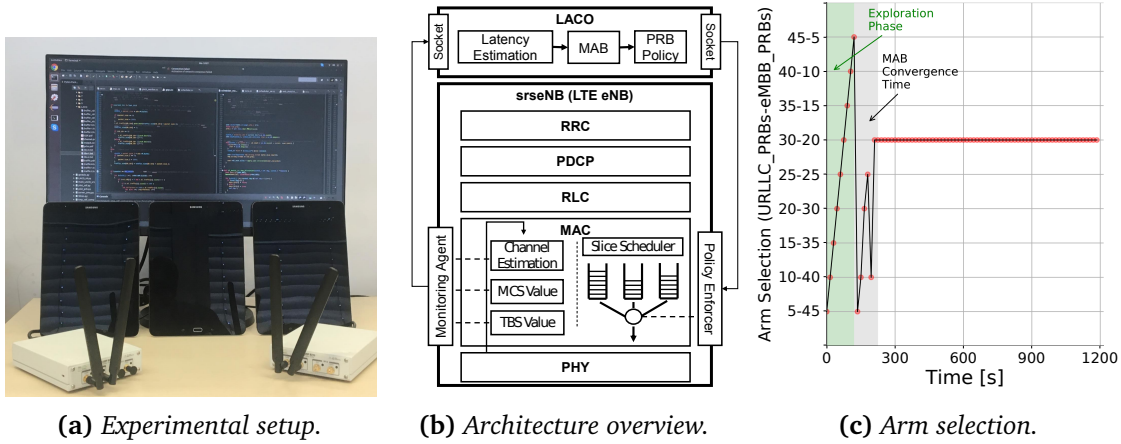 LACO
Socket
Latency
Estimation
MAB
PRB
Policy
Socket
srseNB (LTE eNB)
RRC
PDCP
RLC
MAC
Monitoring Agent
Channel
Estimation
MCS Value
TBS Value
Slice Scheduler
Policy Enforcer
PHY
Arm Selection (URLLC_PRBs-eMBB_PRBs)
45-5
40-10
35-15
30-20
25-25
20-30
15-35
10-40
5-45
Exploration
Phase
MAB
Convergence
Time
0 300 600 900 1200
Time [s]
(a) Experimental setup.
(b) Architecture overview.
(c) Arm selection.